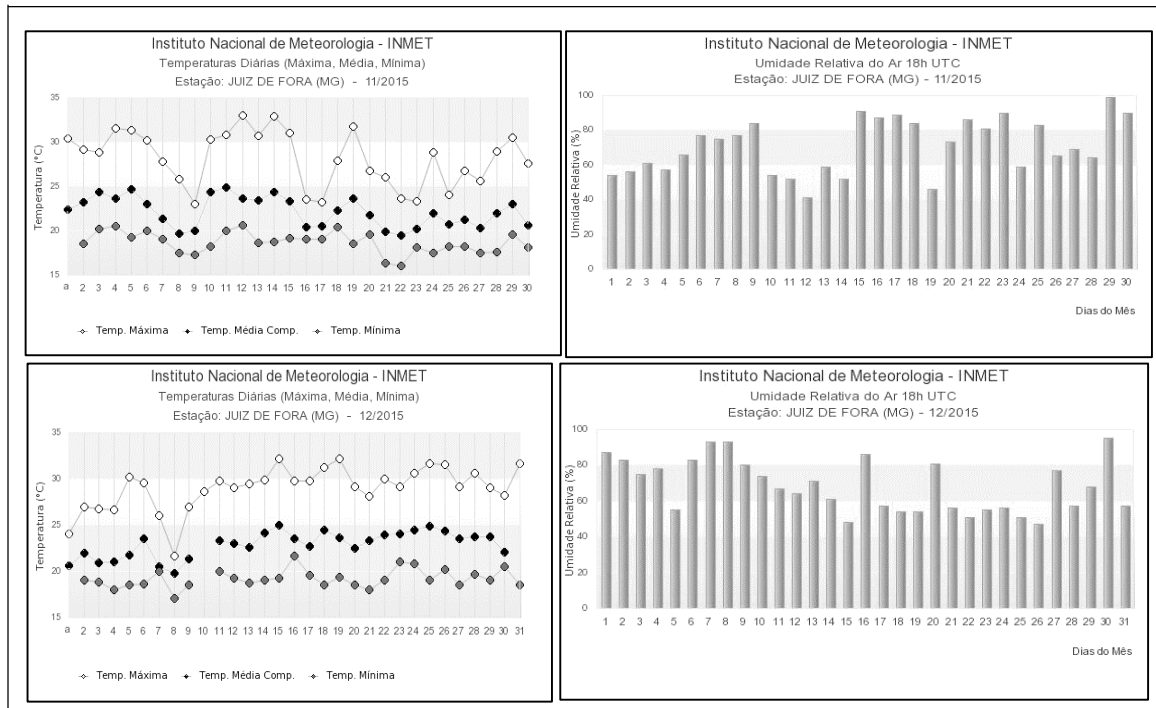 Instituto Nacional de Meteorologia - INMET
Temperaturas Diárias (Máxima, Média, Mínima)
Estação: JUIZ DE FORA (MG) - 11/2015
Temperatura (°C)
35
30
25
20
15
a 2 3 4 5 6 7 8 9 10 11 12 13 14 15 16 17 18 19 20 21 22 23 24 25 26 27 a 28 29 30
Temp. Máxima Temp. Média Comp. Temp. Mínima
Instituto Nacional de Meteorologia - INMET
Umidade Relativa do Ar 18h UTC
Estação: JUIZ DE FORA (MG) - 11/2015
Umidade Relativa (%)
100
80
60
40
20
0
1 2 3 4 5 6 7 8 9 10 11 12 13 14 15 16 17 18 19 20 21 22 23 24 25 26 27 28 29 30
Dias do Mês
Instituto Nacional de Meteorologia - INMET
Temperaturas Diárias (Máxima, Média, Mínima)
Estação: JUIZ DE FORA (MG) - 12/2015
Temperatura (°C)
35
30
25
20
15
a 2 3 4 5 6 7 8 9 10 11 12 13 14 15 16 17 18 19 20 21 22 23 24 25 26 27 28 29 30 31
Temp. Máxima Temp. Média Comp. Temp. Mínima
Instituto Nacional de Meteorologia - INMET
Umidade Relativa do Ar 18h UTC
Estação: JUIZ DE FORA (MG) - 12/2015
Umidade Relativa (%)
100
80
60
40
20
0
1 2 3 4 5 6 7 8 9 10 11 12 13 14 15 16 17 18 19 20 21 22 23 24 25 26 27 28 29 30 31
Dias do Mês